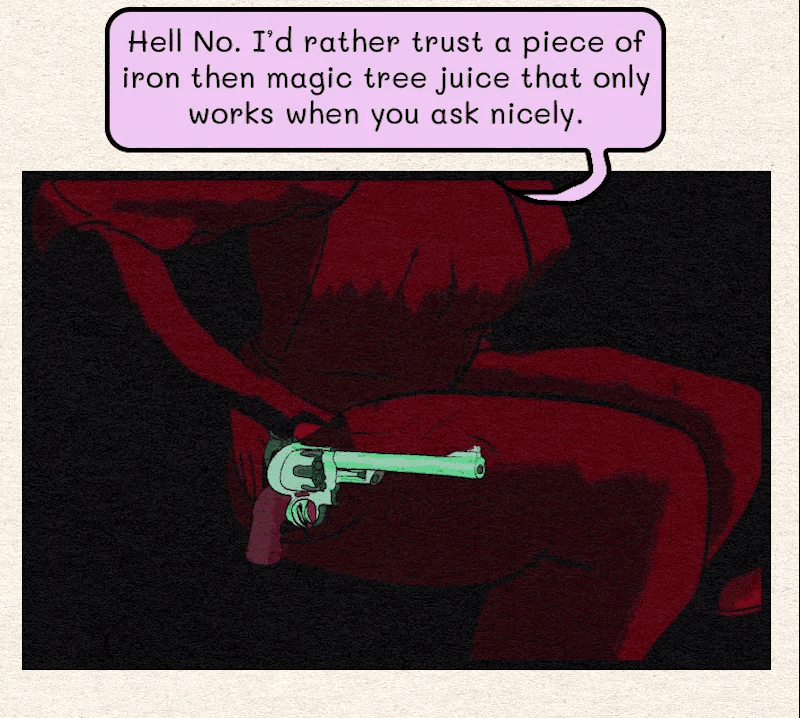 Hell No. I'd rather trust a piece of
iron then magic tree juice that only
works when you ask nicely.